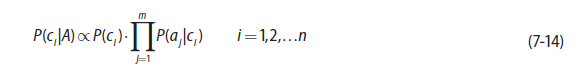 P(c_i|A) ∝ P(c_i)·∏_{j=1}^{m} P(a_j|c_i)    i=1,2,…n    (7-14)